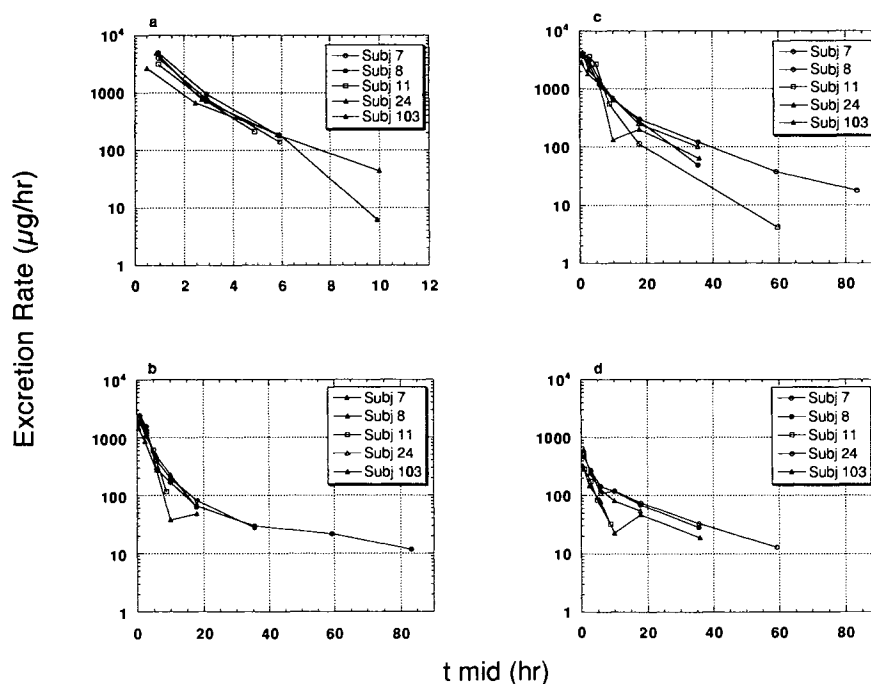 a
10⁴
1000
100
10
1
0 2 4 6 8 10 12
Subj 7
Subj 8
Subj 11
Subj 24
Subj 103
c
10⁴
1000
100
10
1
0 20 40 60 80
Subj 7
Subj 8
Subj 11
Subj 24
Subj 103
Excretion Rate (µg/hr)
b
10⁴
1000
100
10
1
0 20 40 60 80
Subj 7
Subj 8
Subj 11
Subj 24
Subj 103
d
10⁴
1000
100
10
1
0 20 40 60 80
Subj 7
Subj 8
Subj 11
Subj 24
Subj 103
t mid (hr)